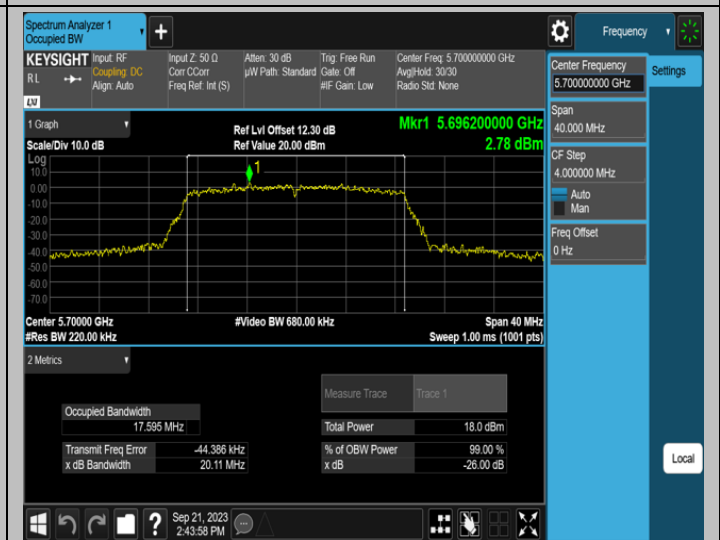 Spectrum Analyzer 1
Occupied BW
+
Frequency
KEYSIGHT
RL
LXI
Input: RF
Coupling: DC
Align: Auto
Input Z: 50 Ω
Corr CCorr
Freq Ref: Int (S)
Atten: 30 dB
µW Path: Standard
Trig: Free Run
Gate: Off
#IF Gain: Low
Center Freq: 5.700000000 GHz
Avg|Hold: 30/30
Radio Std: None
Center Frequency
5.700000000 GHz
Settings
Span
40.000 MHz
CF Step
4.000000 MHz
Auto
Man
Freq Offset
0 Hz
1 Graph
Scale/Div 10.0 dB
Ref Lvl Offset 12.30 dB
Ref Value 20.00 dBm
Mkr1 5.696200000 GHz
2.78 dBm
Log
10.0
0.00
-10.0
-20.0
-30.0
-40.0
-50.0
-60.0
-70.0
1
Center 5.70000 GHz
#Res BW 220.00 kHz
#Video BW 680.00 kHz
Span 40 MHz
Sweep 1.00 ms (1001 pts)
2 Metrics
Measure Trace Trace 1
Occupied Bandwidth
17.595 MHz
Total Power 18.0 dBm
Transmit Freq Error -44.386 kHz
% of OBW Power 99.00 %
x dB Bandwidth 20.11 MHz
x dB -26.00 dB
Local
?
Sep 21, 2023
2:43:58 PM